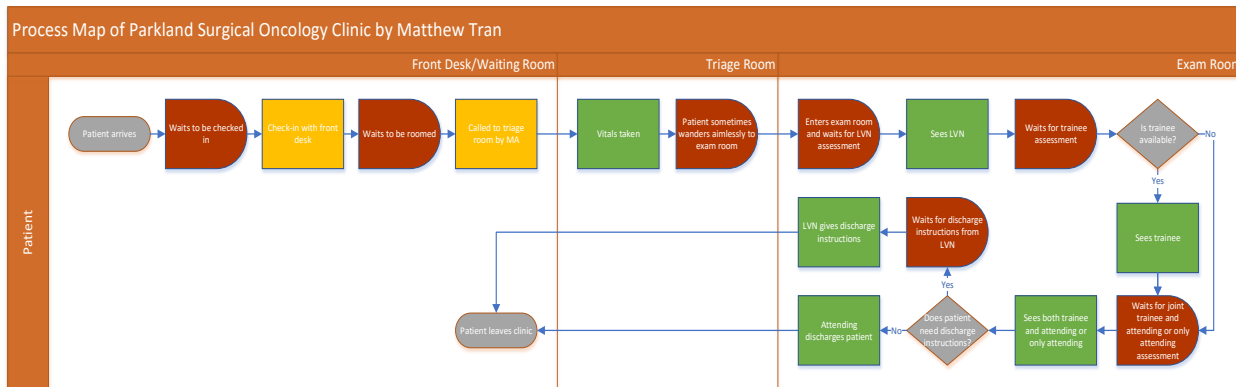 Process Map of Parkland Surgical Oncology Clinic by Matthew Tran
Front Desk/Waiting Room
Triage Room
Exam Room
Patient
Patient arrives
Waits to be checked
in
Check-in with front
desk
Waits to be roomed
Called to triage
room by MA
Vitals taken
Patient sometimes
wanders aimlessly to
exam room
Enters exam room
and waits for LVN
assessment
Sees LVN
Waits for trainee
assessment
Is trainee
available?
No
Yes
Sees trainee
Waits for joint
trainee and
attending or only
attending
assessment
Sees both trainee
and attending or
only attending
Does patient
need discharge
instructions?
Yes
Waits for discharge
instructions from
LVN
LVN gives discharge
instructions
No
Attending
discharges patient
Patient leaves clinic